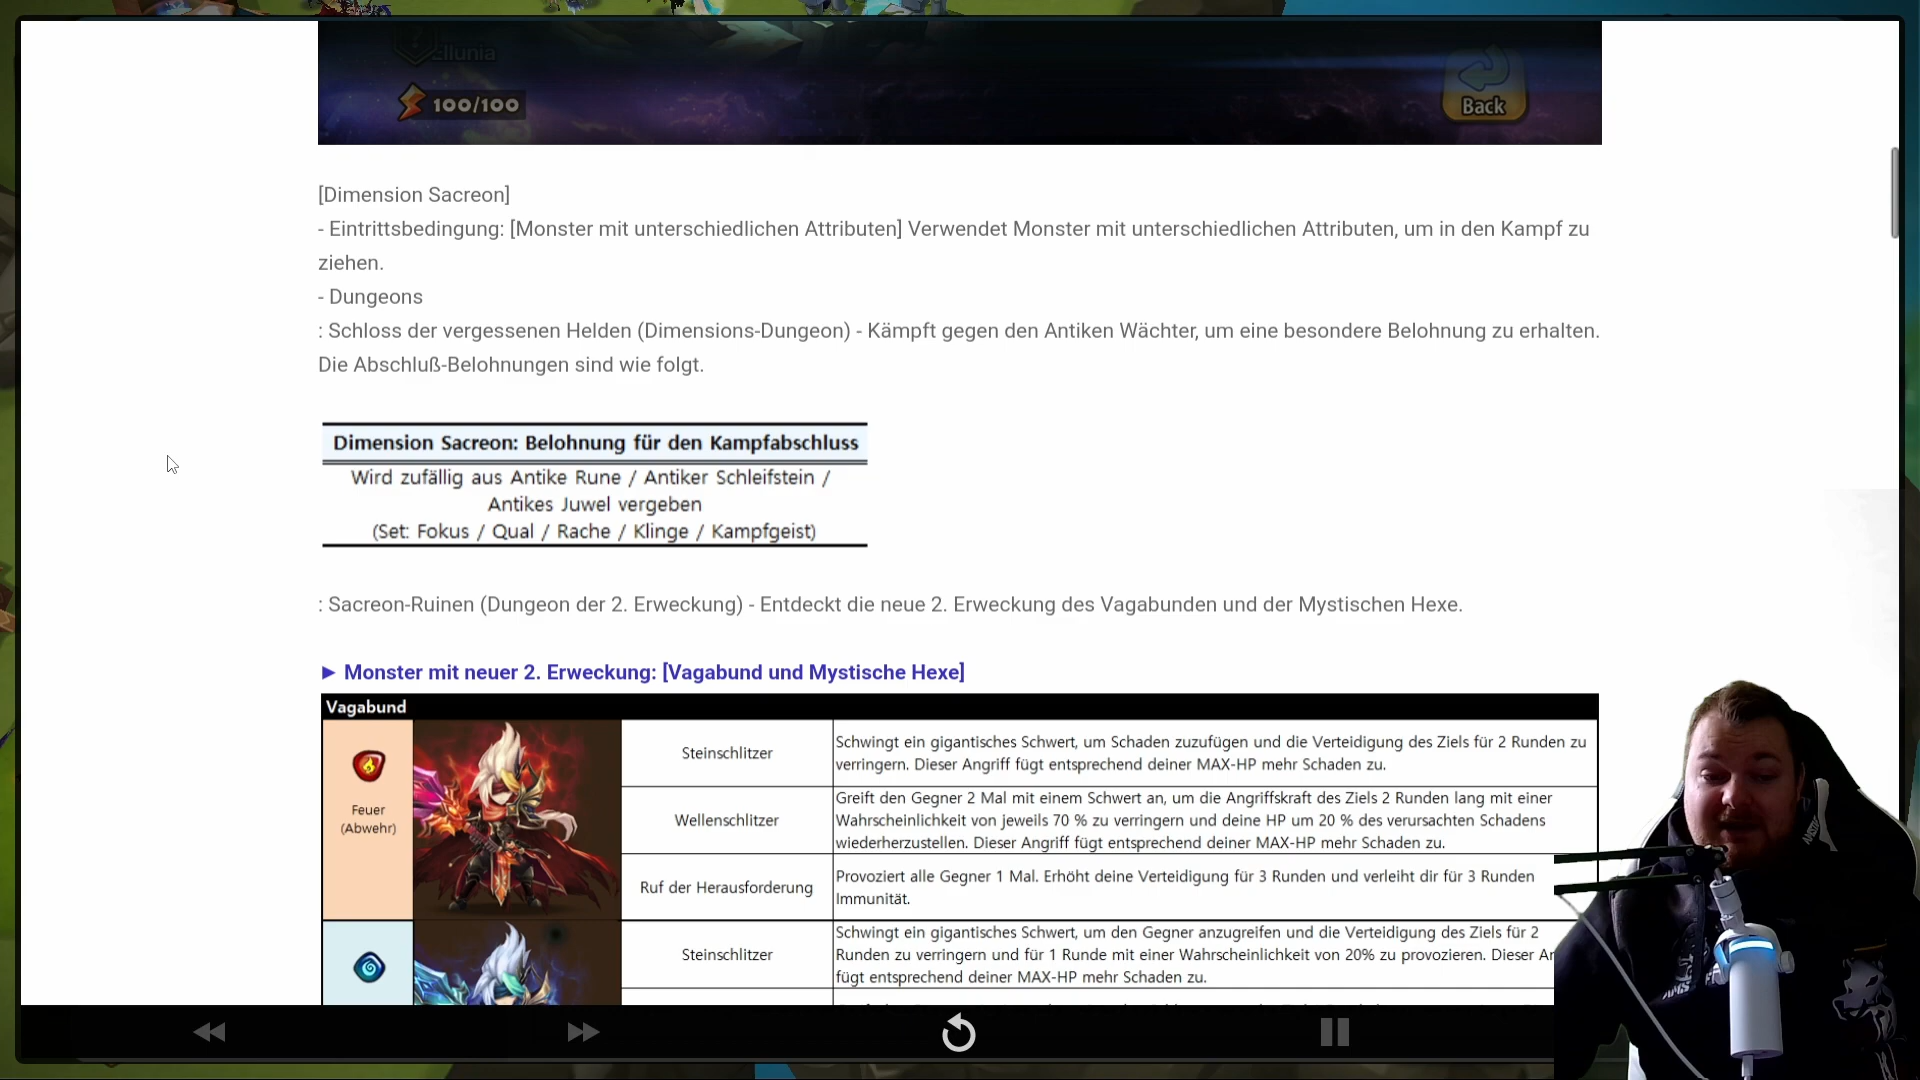 Ellunia
100/100
Back
[Dimension Sacreon]
- Eintrittsbedingung: [Monster mit unterschiedlichen Attributen] Verwendet Monster mit unterschiedlichen Attributen, um in den Kampf zu
ziehen.
- Dungeons
: Schloss der vergessenen Helden (Dimensions-Dungeon) - Kämpft gegen den Antiken Wächter, um eine besondere Belohnung zu erhalten.
Die Abschluß-Belohnungen sind wie folgt.
Dimension Sacreon: Belohnung für den Kampfabschluss
Wird zufällig aus Antike Rune / Antiker Schleifstein /
Antikes Juwel vergeben
(Set: Fokus / Qual / Rache / Klinge / Kampfgeist)
: Sacreon-Ruinen (Dungeon der 2. Erweckung) - Entdeckt die neue 2. Erweckung des Vagabunden und der Mystischen Hexe.
► Monster mit neuer 2. Erweckung: [Vagabund und Mystische Hexe]
Vagabund
Feuer
(Abwehr)
Steinschlitzer
Schwingt ein gigantisches Schwert, um Schaden zuzufügen und die Verteidigung des Ziels für 2 Runden zu
verringern. Dieser Angriff fügt entsprechend deiner MAX-HP mehr Schaden zu.
Wellenschlitzer
Greift den Gegner 2 Mal mit einem Schwert an, um die Angriffskraft des Ziels 2 Runden lang mit einer
Wahrscheinlichkeit von jeweils 70 % zu verringern und deine HP um 20 % des verursachten Schadens
wiederherzustellen. Dieser Angriff fügt entsprechend deiner MAX-HP mehr Schaden zu.
Ruf der Herausforderung
Provoziert alle Gegner 1 Mal. Erhöht deine Verteidigung für 3 Runden und verleiht dir für 3 Runden
Immunität.
Steinschlitzer
Schwingt ein gigantisches Schwert, um den Gegner anzugreifen und die Verteidigung des Ziels für 2
Runden zu verringern und für 1 Runde mit einer Wahrscheinlichkeit von 20% zu provozieren. Dieser An
fügt entsprechend deiner MAX-HP mehr Schaden zu.